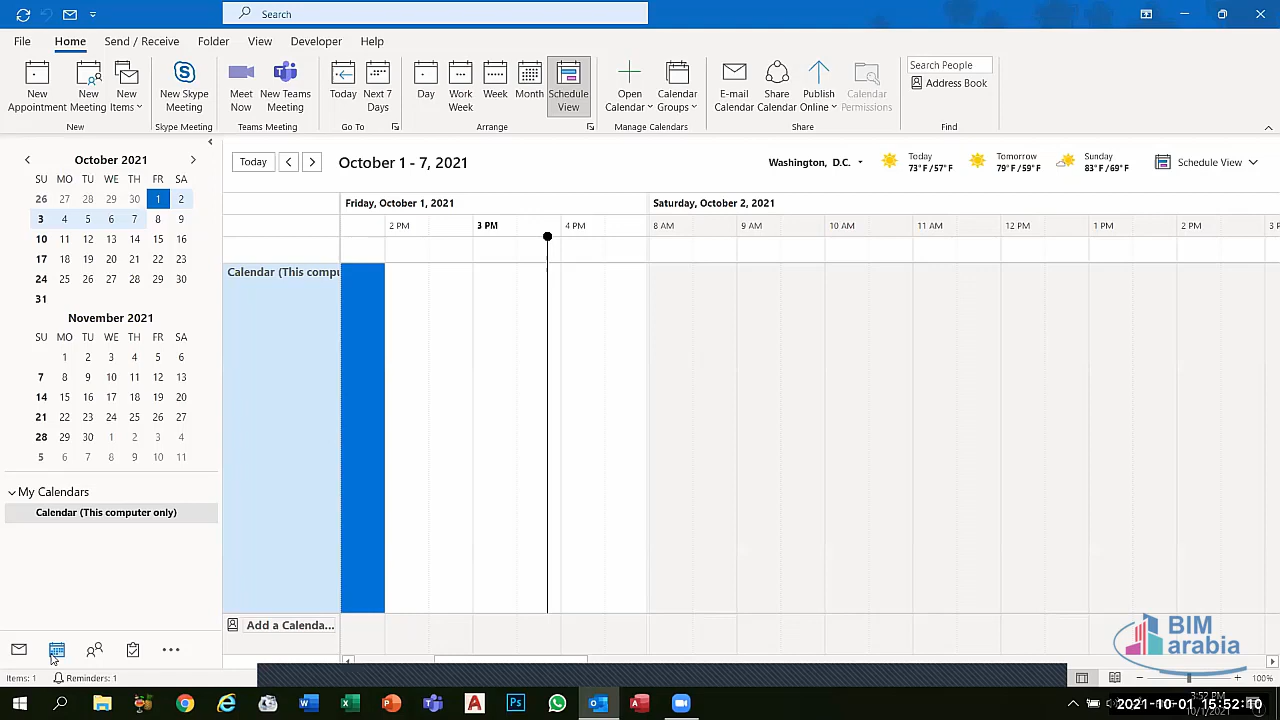 Search
File Home Send / Receive Folder View Developer Help
New Appointment New Meeting New Items New Skype Meeting Meet Now New Teams Meeting Today Next 7 Days Day Work Week Week Month Schedule View Open Calendar Calendar Groups E-mail Calendar Share Calendar Publish Online Calendar Permissions Search People
Address Book
New Skype Meeting Teams Meeting Go To Arrange Manage Calendars Share Find
October 2021
SU MO TU WE TH FR SA
26 27 28 29 30 1 2
3 4 5 6 7 8 9
10 11 12 13 14 15 16
17 18 19 20 21 22 23
24 25 26 27 28 29 30
31
November 2021
SU MO TU WE TH FR SA
1 2 3 4 5 6
7 8 9 10 11 12 13
14 15 16 17 18 19 20
21 22 23 24 25 26 27
28 29 30 1 2 3 4
5 6 7 8 9 10 11
My Calendars
Calendar (This computer only)
Today October 1 - 7, 2021 Washington, D.C. Today 73°F/57°F Tomorrow 79°F/59°F Sunday 83°F/69°F Schedule View
Friday, October 1, 2021 Saturday, October 2, 2021
2 PM 3 PM 4 PM 8 AM 9 AM 10 AM 11 AM 12 PM 1 PM 2 PM 3 P
Calendar (This compu
Add a Calenda...
BIM
arabia
Items: 1 Reminders: 1 100%
3:52 PM
2021-10-01 15:52:10
10/1/2021